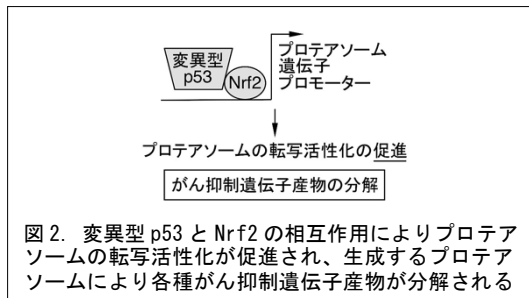 変異型
p53
Nrf2
プロテアソーム
遺伝子
プロモーター
プロテアソームの転写活性化の促進
がん抑制遺伝子産物の分解
図 2. 変異型 p53 と Nrf2 の相互作用によりプロテア
ソームの転写活性化が促進され、生成するプロテア
ソームにより各種がん抑制遺伝子産物が分解される